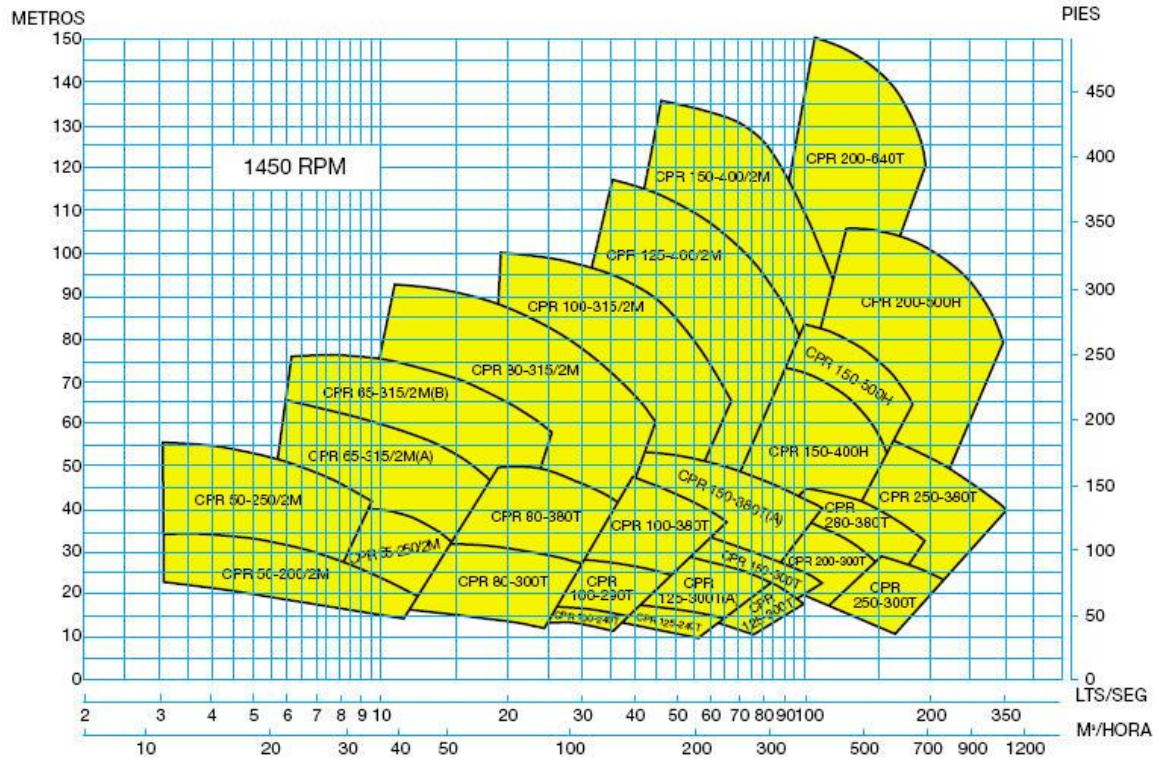 METROS
PIES
150
140
130
120
110
100
90
80
70
60
50
40
30
20
10
0
450
400
350
300
250
200
150
100
50
0
1450 RPM
CPR 200-640T
CPR 150-400/2M
CPR 125-400/2M
CPR 200-500H
CPR 100-315/2M
CPR 80-315/2M
CPR 150-500H
CPR 65-315/2M(B)
CPR 150-400H
CPR 65-315/2M(A)
CPR 50-250/2M
CPR 150-380T(A)
CPR 250-380T
CPR 80-380T
CPR 100-380T
CPR
280-380T
CPR 65-250/2M
CPR 50-200/2M
CPR 80-300T
CPR
100-290T
CPR
125-300T(A)
CPR 150-300T
CPR 200-300T
CPR
250-300T
CPR
125-300T
CPR 100-240T
CPR 125-240T
LTS/SEG
2 3 4 5 6 7 8 9 10 20 30 40 50 60 70 80 90 100 200 350
M³/HORA
10 20 30 40 50 100 200 300 500 700 900 1200